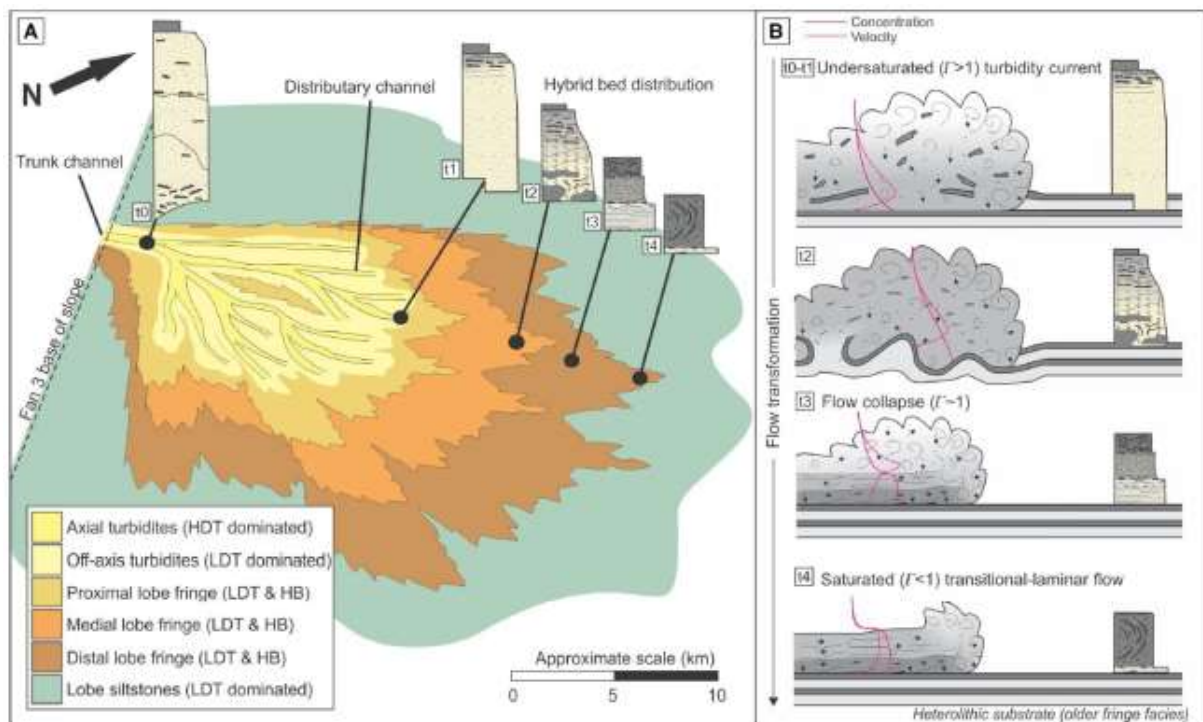 A
N
Trunk channel
t0
Distributary channel
t1
Hybrid bed distribution
t2
t3
t4
Fan 3 base of slope
Axial turbidites (HDT dominated)
Off-axis turbidites (LDT dominated)
Proximal lobe fringe (LDT & HB)
Medial lobe fringe (LDT & HB)
Distal lobe fringe (LDT & HB)
Lobe siltstones (LDT dominated)
Approximate scale (km)
0 5 10
B
Concentration
Velocity
t0-t1 Undersaturated (Γ>1) turbidity current
t2
Flow transformation
t3 Flow collapse (Γ~1)
t4 Saturated (Γ<1) transitional-laminar flow
Heterolithic substrate (older fringe facies)